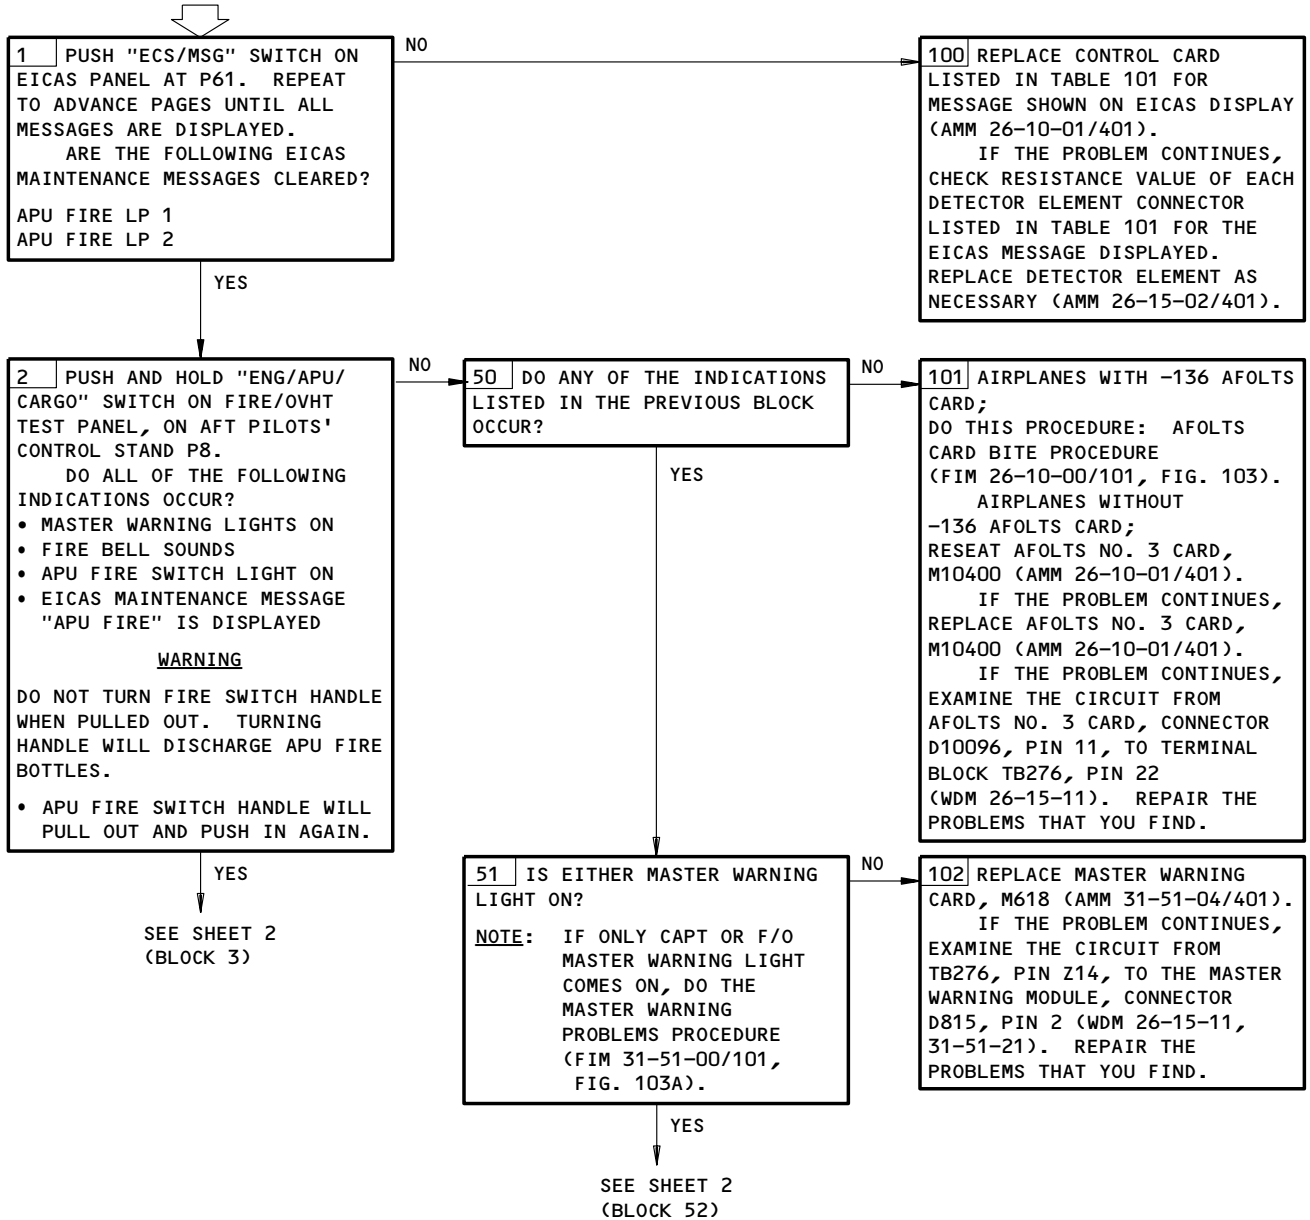 1 PUSH "ECS/MSG" SWITCH ON
EICAS PANEL AT P61. REPEAT
TO ADVANCE PAGES UNTIL ALL
MESSAGES ARE DISPLAYED.
ARE THE FOLLOWING EICAS
MAINTENANCE MESSAGES CLEARED?
APU FIRE LP 1
APU FIRE LP 2
NO
YES
100 REPLACE CONTROL CARD
LISTED IN TABLE 101 FOR
MESSAGE SHOWN ON EICAS DISPLAY
(AMM 26-10-01/401).
IF THE PROBLEM CONTINUES,
CHECK RESISTANCE VALUE OF EACH
DETECTOR ELEMENT CONNECTOR
LISTED IN TABLE 101 FOR THE
EICAS MESSAGE DISPLAYED.
REPLACE DETECTOR ELEMENT AS
NECESSARY (AMM 26-15-02/401).
2 PUSH AND HOLD "ENG/APU/
CARGO" SWITCH ON FIRE/OVHT
TEST PANEL, ON AFT PILOTS'
CONTROL STAND P8.
DO ALL OF THE FOLLOWING
INDICATIONS OCCUR?
• MASTER WARNING LIGHTS ON
• FIRE BELL SOUNDS
• APU FIRE SWITCH LIGHT ON
• EICAS MAINTENANCE MESSAGE
"APU FIRE" IS DISPLAYED
WARNING
DO NOT TURN FIRE SWITCH HANDLE
WHEN PULLED OUT. TURNING
HANDLE WILL DISCHARGE APU FIRE
BOTTLES.
• APU FIRE SWITCH HANDLE WILL
PULL OUT AND PUSH IN AGAIN.
NO
YES
SEE SHEET 2
(BLOCK 3)
50 DO ANY OF THE INDICATIONS
LISTED IN THE PREVIOUS BLOCK
OCCUR?
NO
YES
101 AIRPLANES WITH -136 AFOLTS
CARD;
DO THIS PROCEDURE: AFOLTS
CARD BITE PROCEDURE
(FIM 26-10-00/101, FIG. 103).
AIRPLANES WITHOUT
-136 AFOLTS CARD;
RESEAT AFOLTS NO. 3 CARD,
M10400 (AMM 26-10-01/401).
IF THE PROBLEM CONTINUES,
REPLACE AFOLTS NO. 3 CARD,
M10400 (AMM 26-10-01/401).
IF THE PROBLEM CONTINUES,
EXAMINE THE CIRCUIT FROM
AFOLTS NO. 3 CARD, CONNECTOR
D10096, PIN 11, TO TERMINAL
BLOCK TB276, PIN 22
(WDM 26-15-11). REPAIR THE
PROBLEMS THAT YOU FIND.
51 IS EITHER MASTER WARNING
LIGHT ON?
NOTE: IF ONLY CAPT OR F/O
MASTER WARNING LIGHT
COMES ON, DO THE
MASTER WARNING
PROBLEMS PROCEDURE
(FIM 31-51-00/101,
FIG. 103A).
NO
YES
SEE SHEET 2
(BLOCK 52)
102 REPLACE MASTER WARNING
CARD, M618 (AMM 31-51-04/401).
IF THE PROBLEM CONTINUES,
EXAMINE THE CIRCUIT FROM
TB276, PIN Z14, TO THE MASTER
WARNING MODULE, CONNECTOR
D815, PIN 2 (WDM 26-15-11,
31-51-21). REPAIR THE
PROBLEMS THAT YOU FIND.